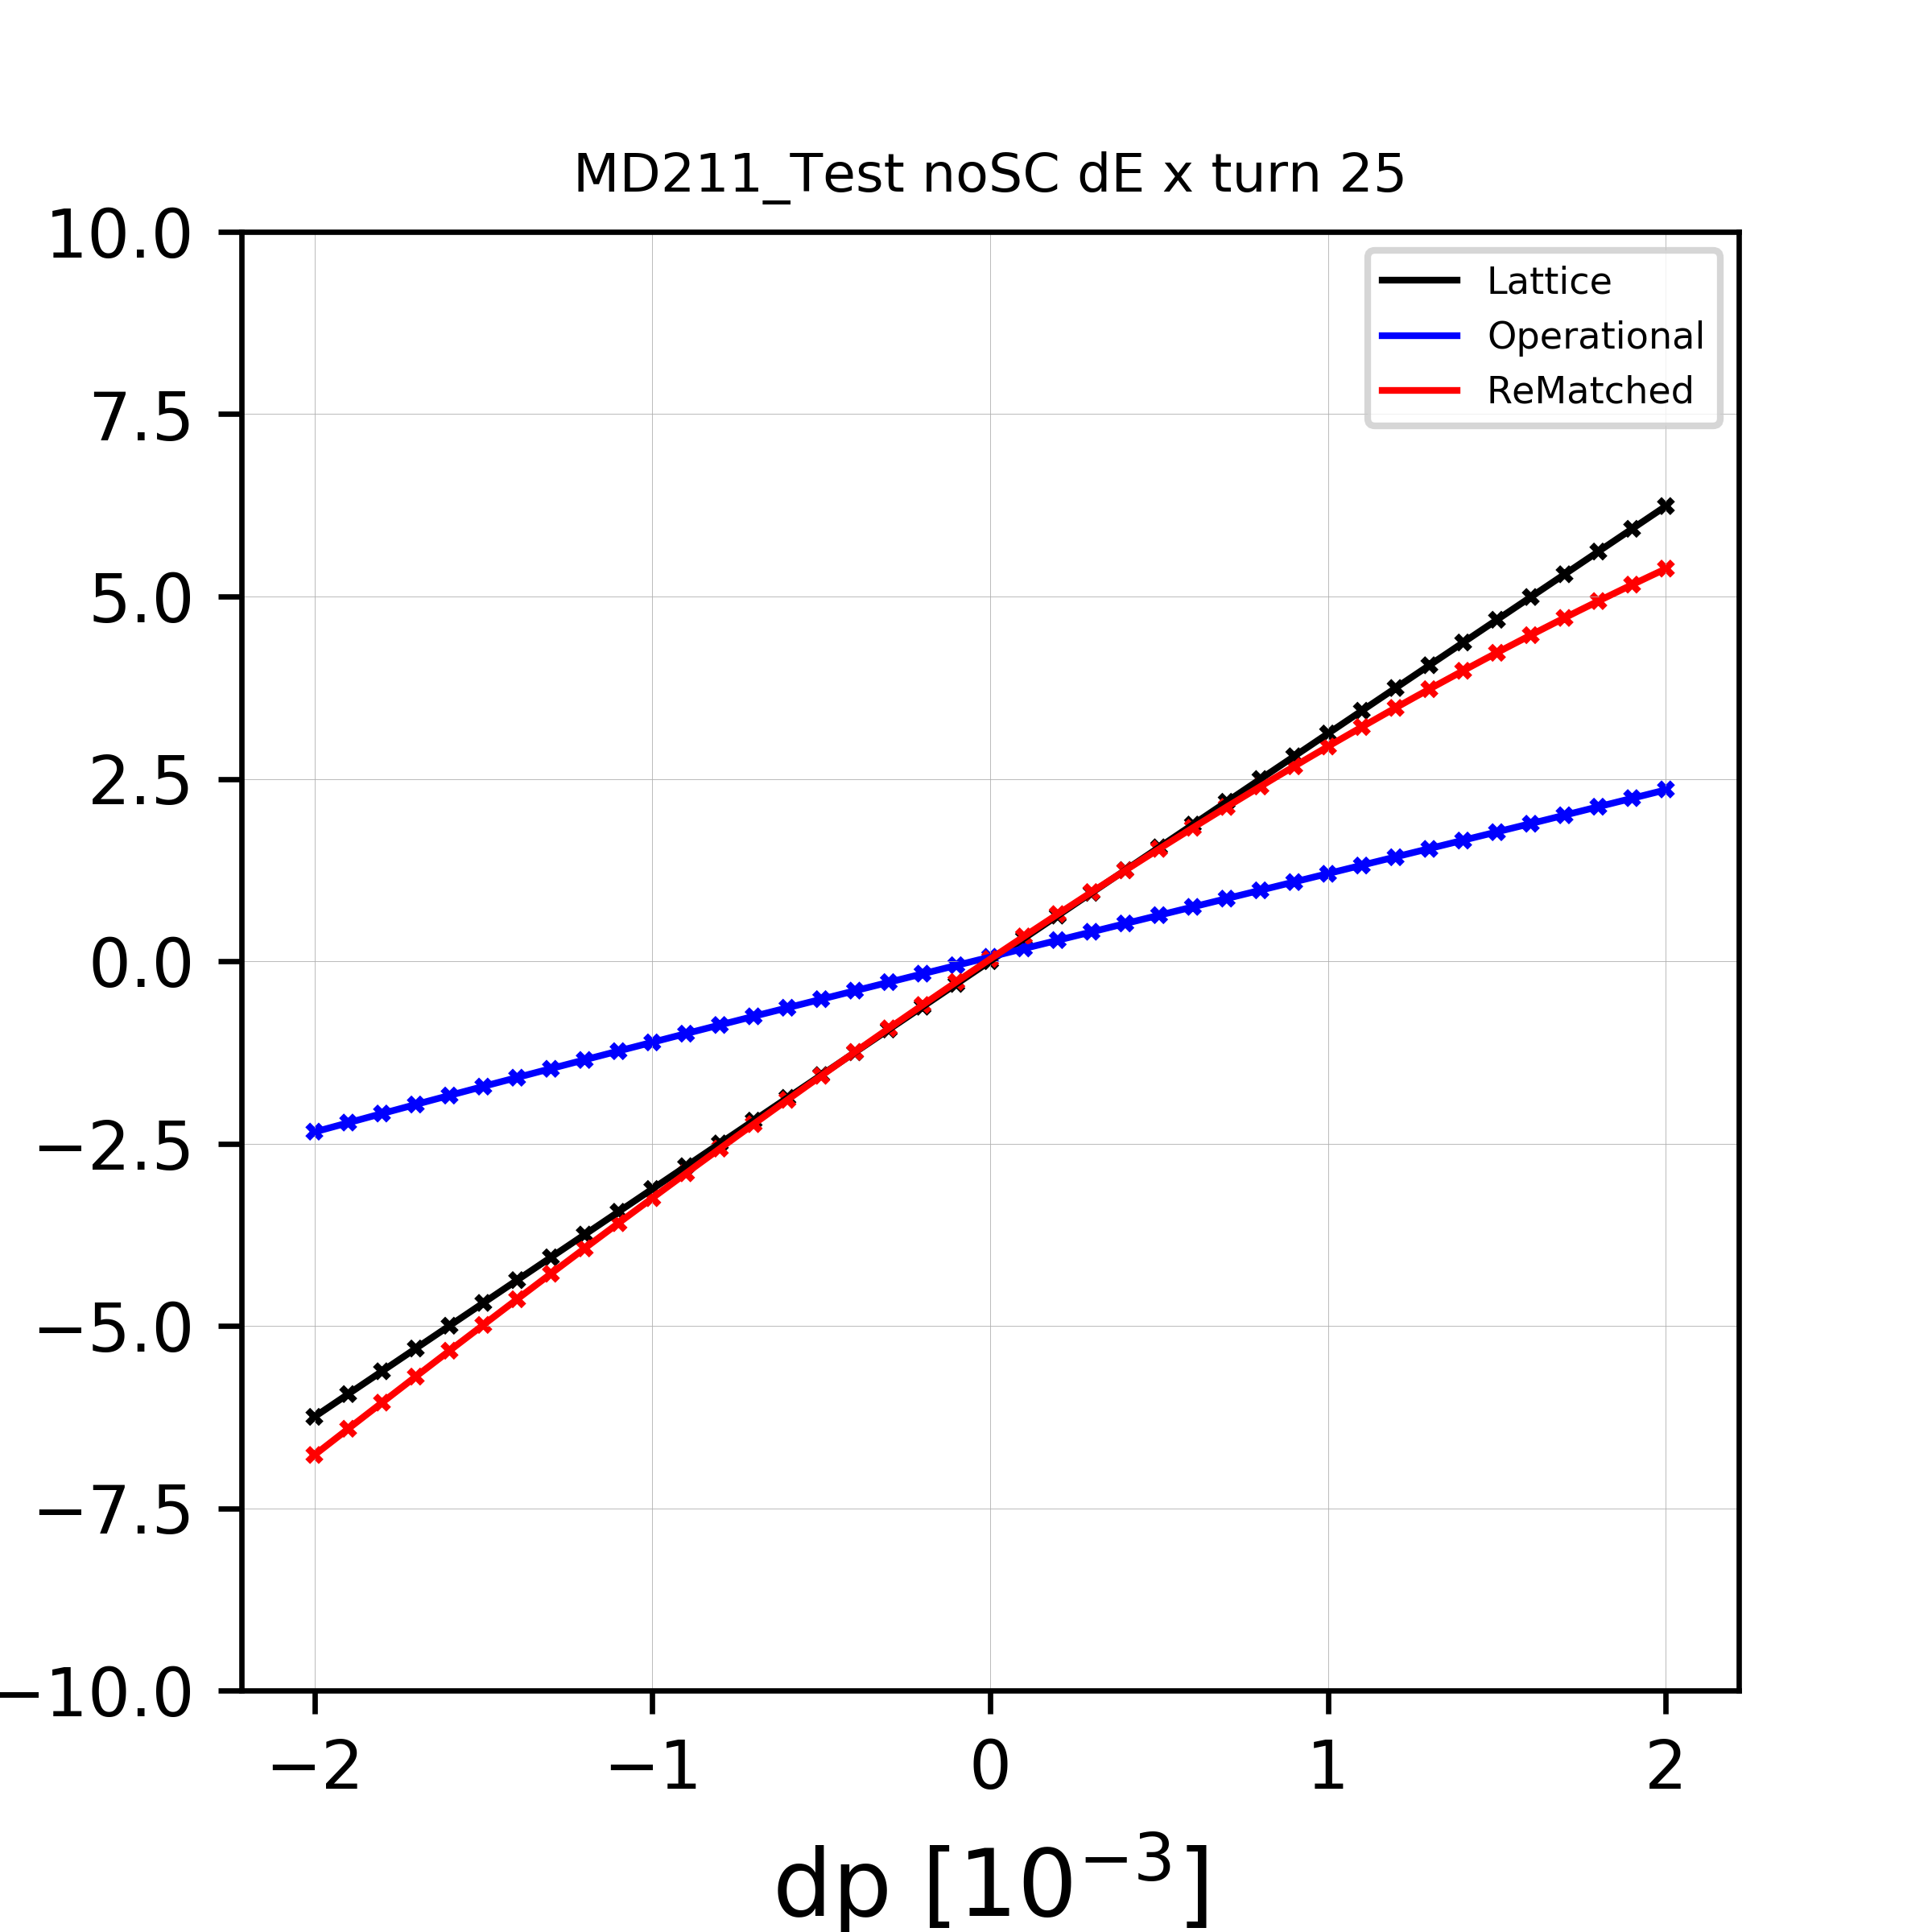 MD211_Test noSC dE x turn 25
10.0
7.5
5.0
2.5
0.0
−2.5
−5.0
−7.5
−10.0
Lattice
Operational
ReMatched
−2 −1 0 1 2
dp [10⁻³]